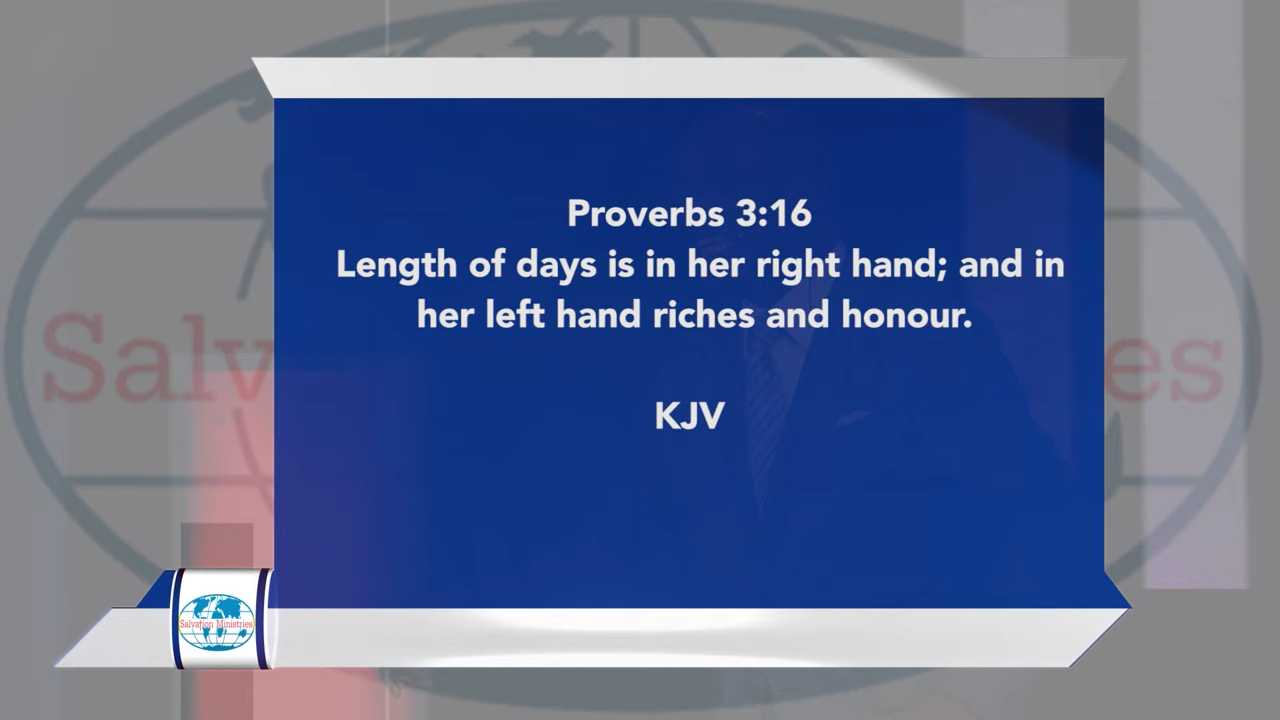 Proverbs 3:16
Length of days is in her right hand; and in
her left hand riches and honour.
KJV
Salvation Ministries